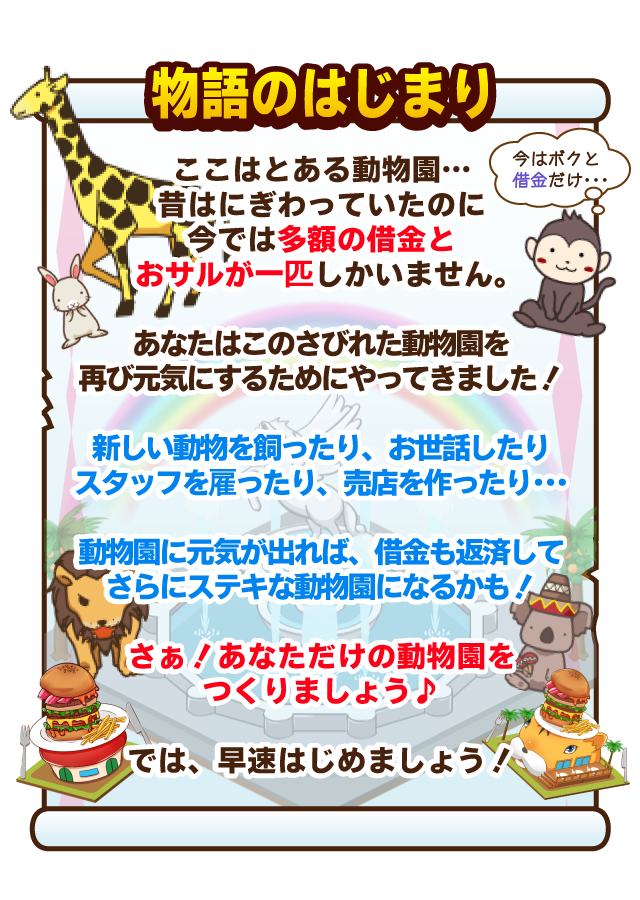 物語のはじまり
ここはとある動物園…
昔はにぎわっていたのに
今では多額の借金と
おサルが一匹しかいません。
今はボクと
借金だけ・・・
あなたはこのさびれた動物園を
再び元気にするためにやってきました！
新しい動物を飼ったり、お世話したり
スタッフを雇ったり、売店を作ったり…
動物園に元気が出れば、借金も返済して
さらにステキな動物園になるかも！
さぁ！あなただけの動物園を
つくりましょう♪
では、早速はじめましょう！